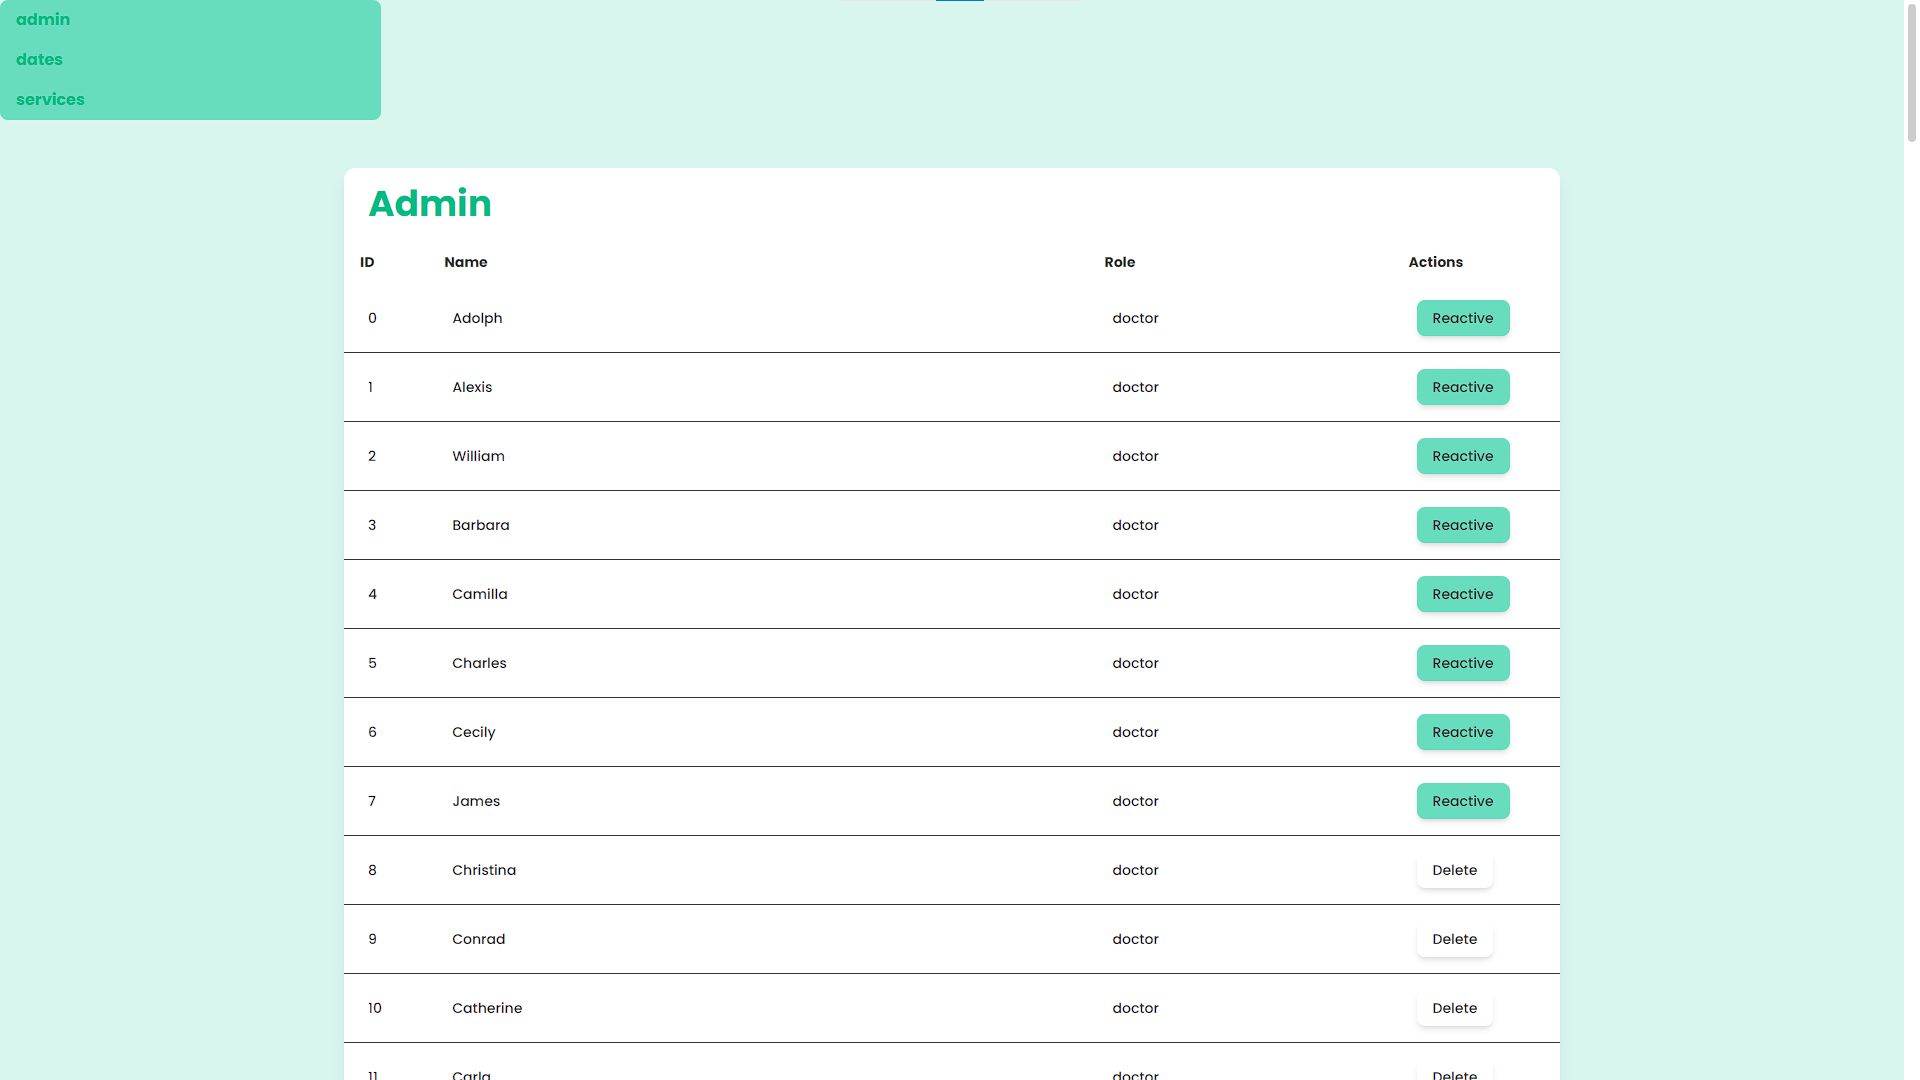 admin
dates
services
Admin
ID Name Role Actions
0 Adolph doctor Reactive
1 Alexis doctor Reactive
2 William doctor Reactive
3 Barbara doctor Reactive
4 Camilla doctor Reactive
5 Charles doctor Reactive
6 Cecily doctor Reactive
7 James doctor Reactive
8 Christina doctor Delete
9 Conrad doctor Delete
10 Catherine doctor Delete
11 Carla doctor Delete